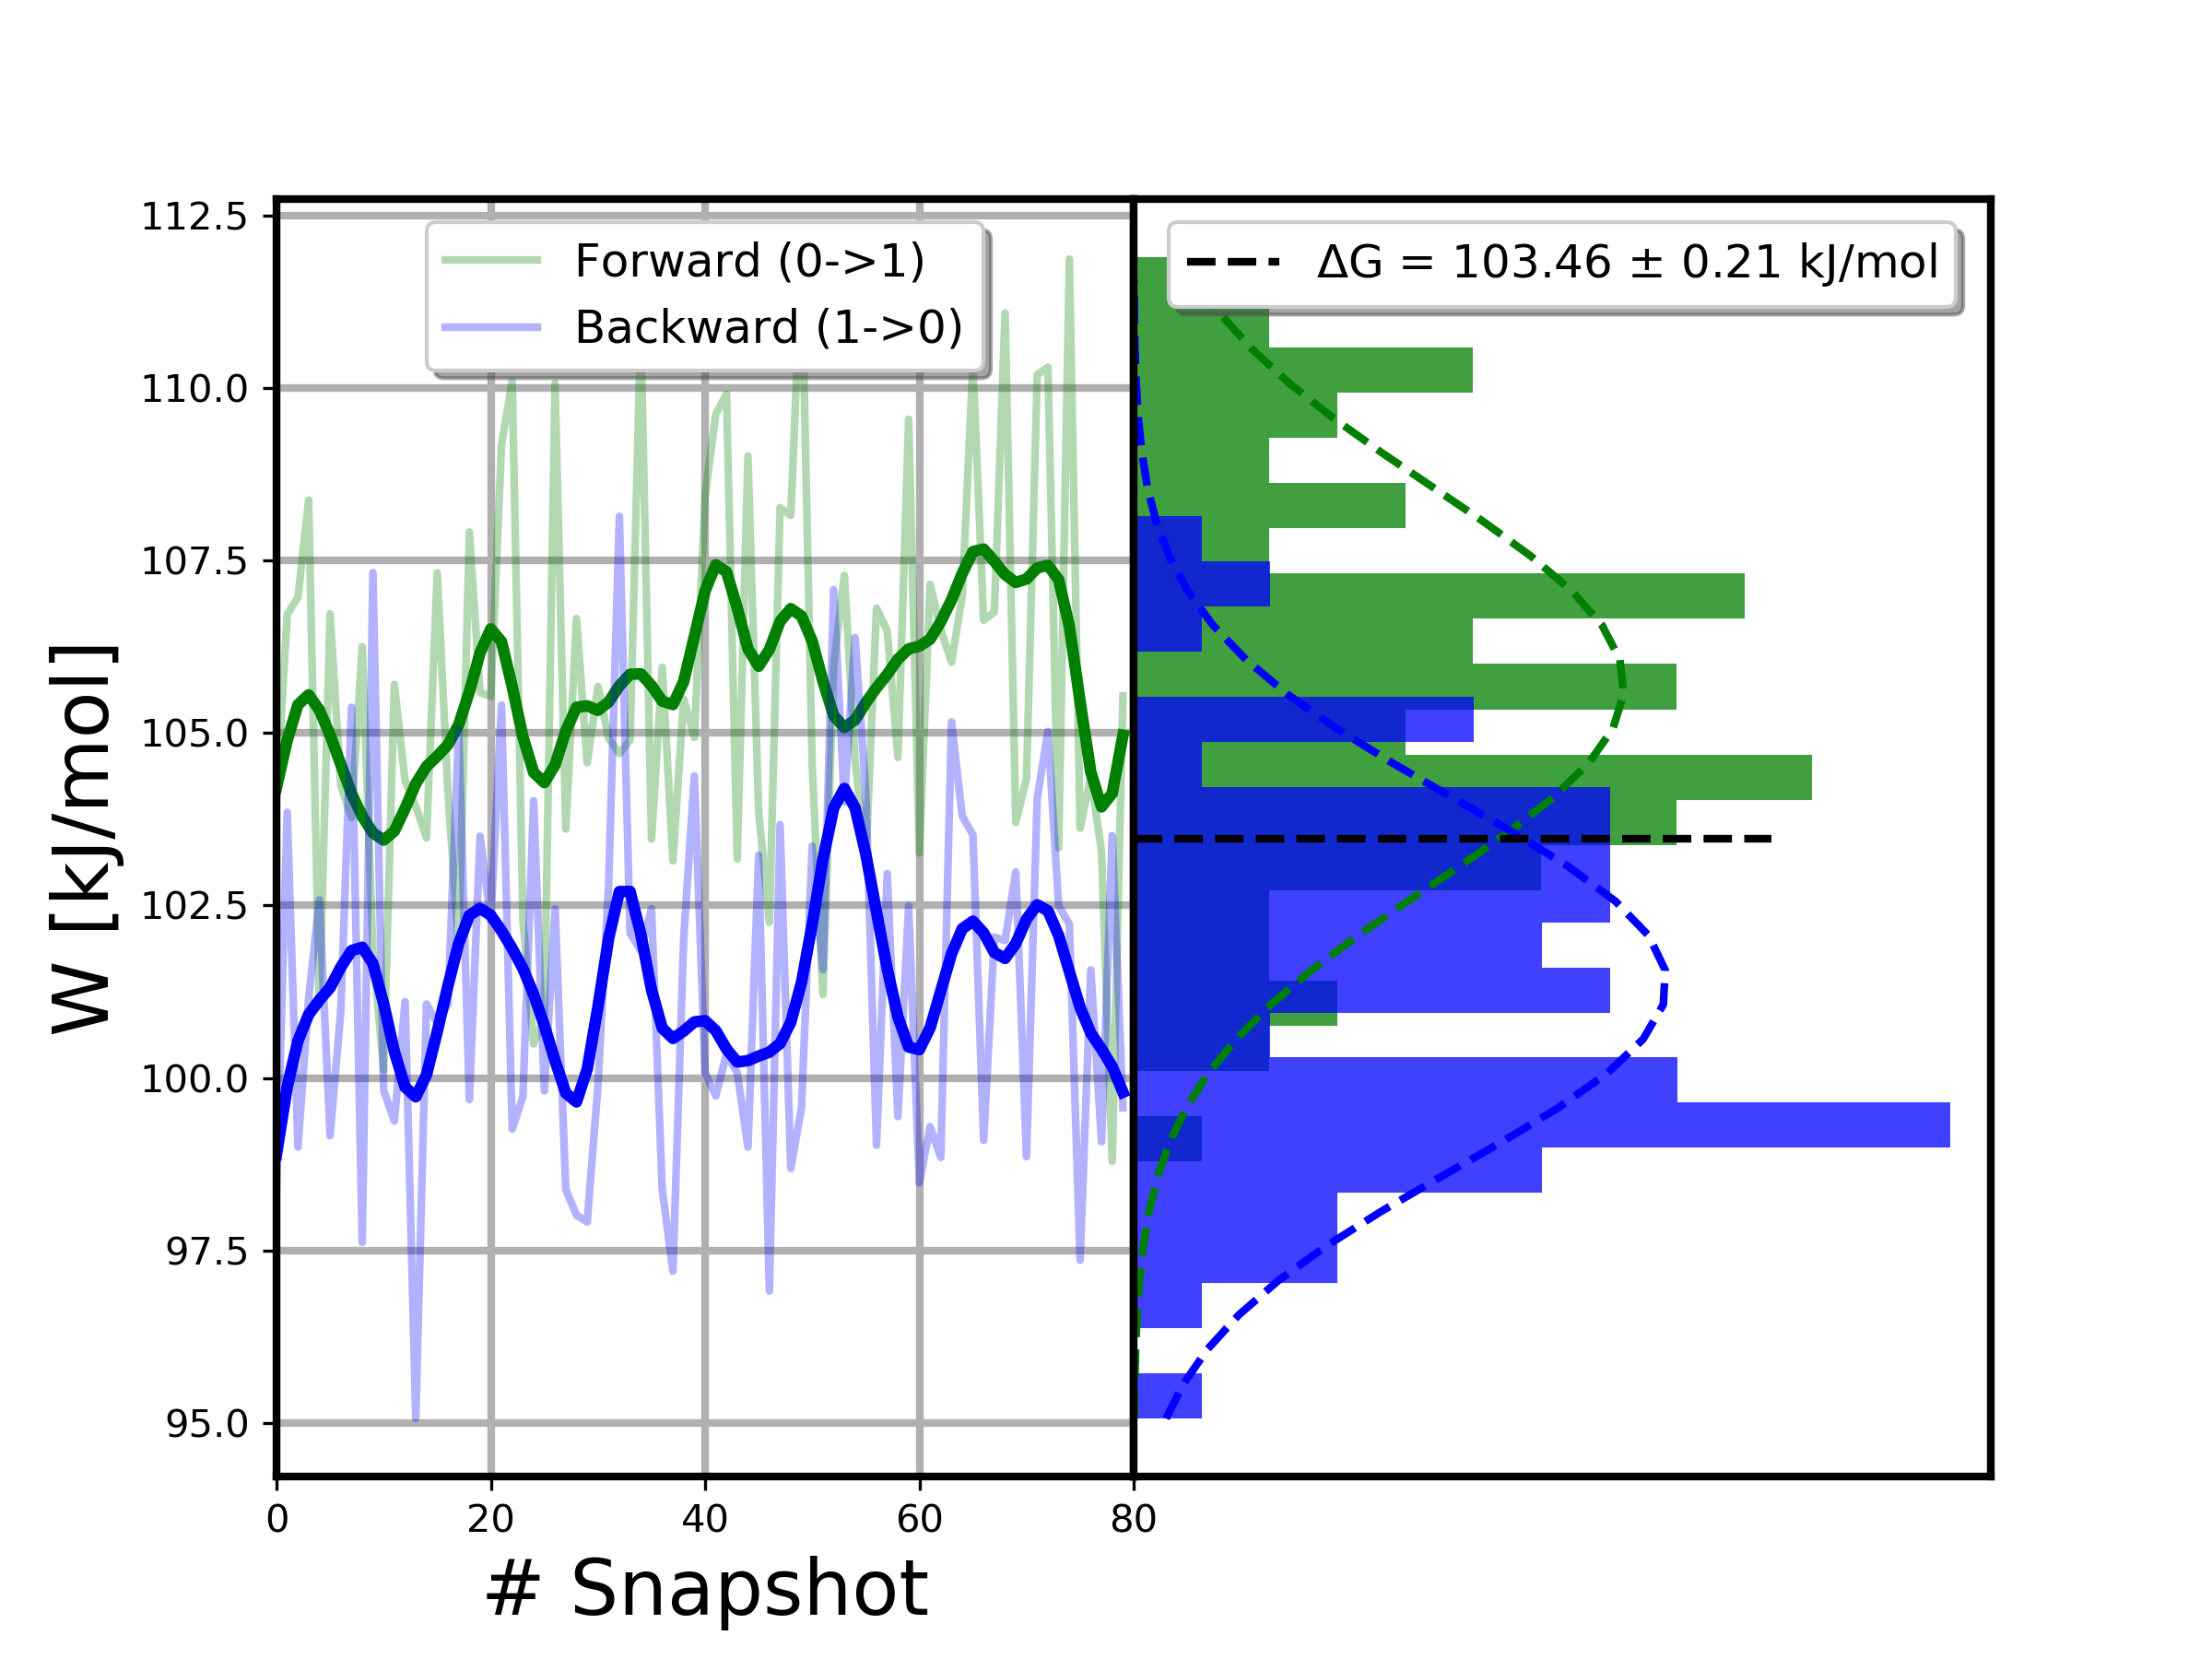 W [kJ/mol]
112.5
110.0
107.5
105.0
102.5
100.0
97.5
95.0
Forward (0->1)
Backward (1->0)
ΔG = 103.46 ± 0.21 kJ/mol
0 20 40 60 80
# Snapshot